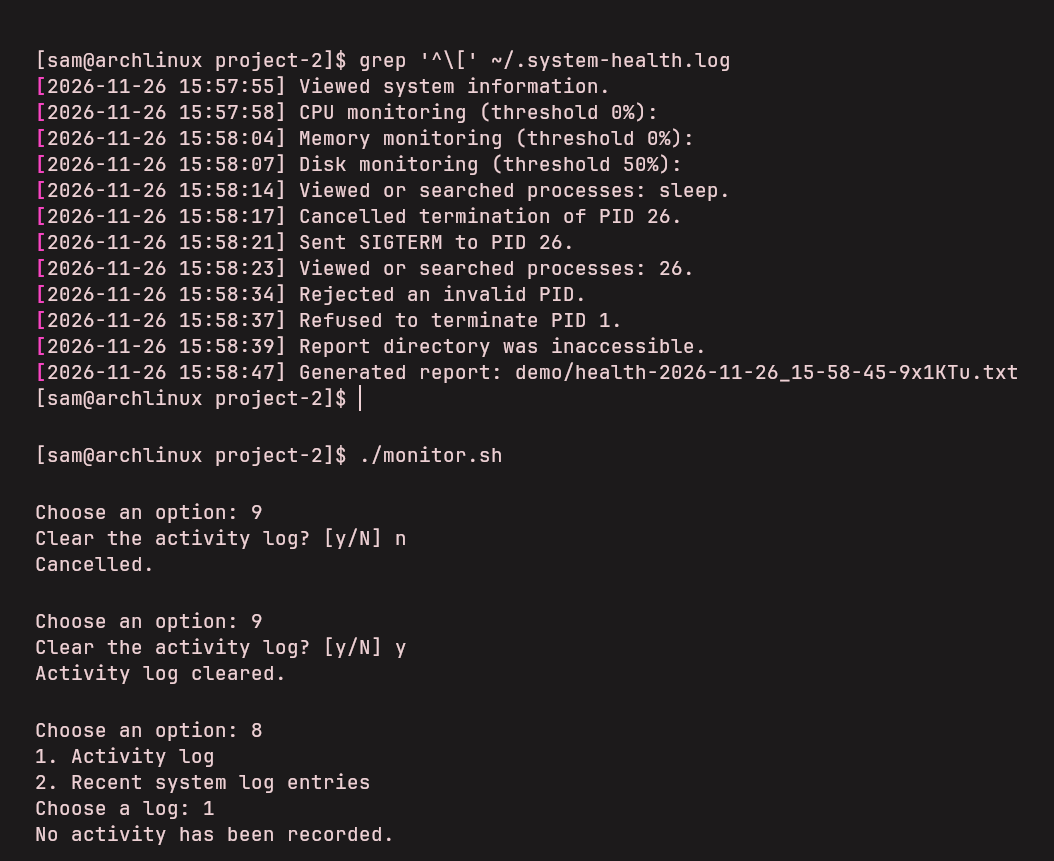 [sam@archlinux project-2]$ grep '^\[' ~/.system-health.log
[2026-11-26 15:57:55] Viewed system information.
[2026-11-26 15:57:58] CPU monitoring (threshold 0%):
[2026-11-26 15:58:04] Memory monitoring (threshold 0%):
[2026-11-26 15:58:07] Disk monitoring (threshold 50%):
[2026-11-26 15:58:14] Viewed or searched processes: sleep.
[2026-11-26 15:58:17] Cancelled termination of PID 26.
[2026-11-26 15:58:21] Sent SIGTERM to PID 26.
[2026-11-26 15:58:23] Viewed or searched processes: 26.
[2026-11-26 15:58:34] Rejected an invalid PID.
[2026-11-26 15:58:37] Refused to terminate PID 1.
[2026-11-26 15:58:39] Report directory was inaccessible.
[2026-11-26 15:58:47] Generated report: demo/health-2026-11-26_15-58-45-9x1KTu.txt
[sam@archlinux project-2]$
[sam@archlinux project-2]$ ./monitor.sh
Choose an option: 9
Clear the activity log? [y/N] n
Cancelled.
Choose an option: 9
Clear the activity log? [y/N] y
Activity log cleared.
Choose an option: 8
1. Activity log
2. Recent system log entries
Choose a log: 1
No activity has been recorded.